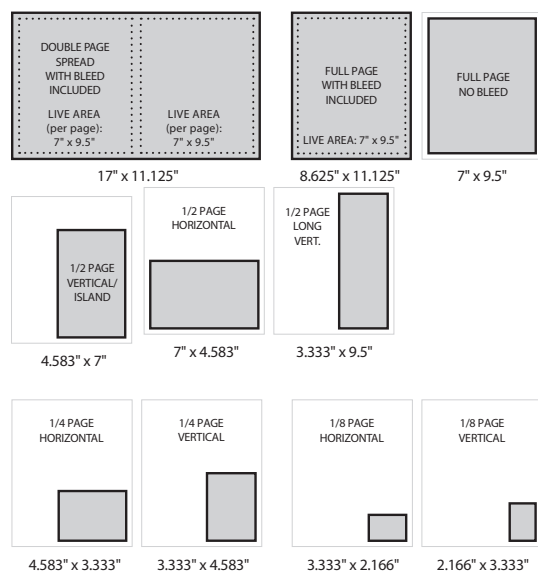 DOUBLE PAGE
SPREAD
WITH BLEED
INCLUDED
LIVE AREA
(per page):
7" x 9.5"
LIVE AREA
(per page):
7" x 9.5"
17" x 11.125"
FULL PAGE
WITH BLEED
INCLUDED
LIVE AREA: 7" x 9.5"
8.625" x 11.125"
FULL PAGE
NO BLEED
7" x 9.5"
1/2 PAGE
VERTICAL/
ISLAND
4.583" x 7"
1/2 PAGE
HORIZONTAL
7" x 4.583"
1/2 PAGE
LONG
VERT.
3.333" x 9.5"
1/4 PAGE
HORIZONTAL
4.583" x 3.333"
1/4 PAGE
VERTICAL
3.333" x 4.583"
1/8 PAGE
HORIZONTAL
3.333" x 2.166"
1/8 PAGE
VERTICAL
2.166" x 3.333"